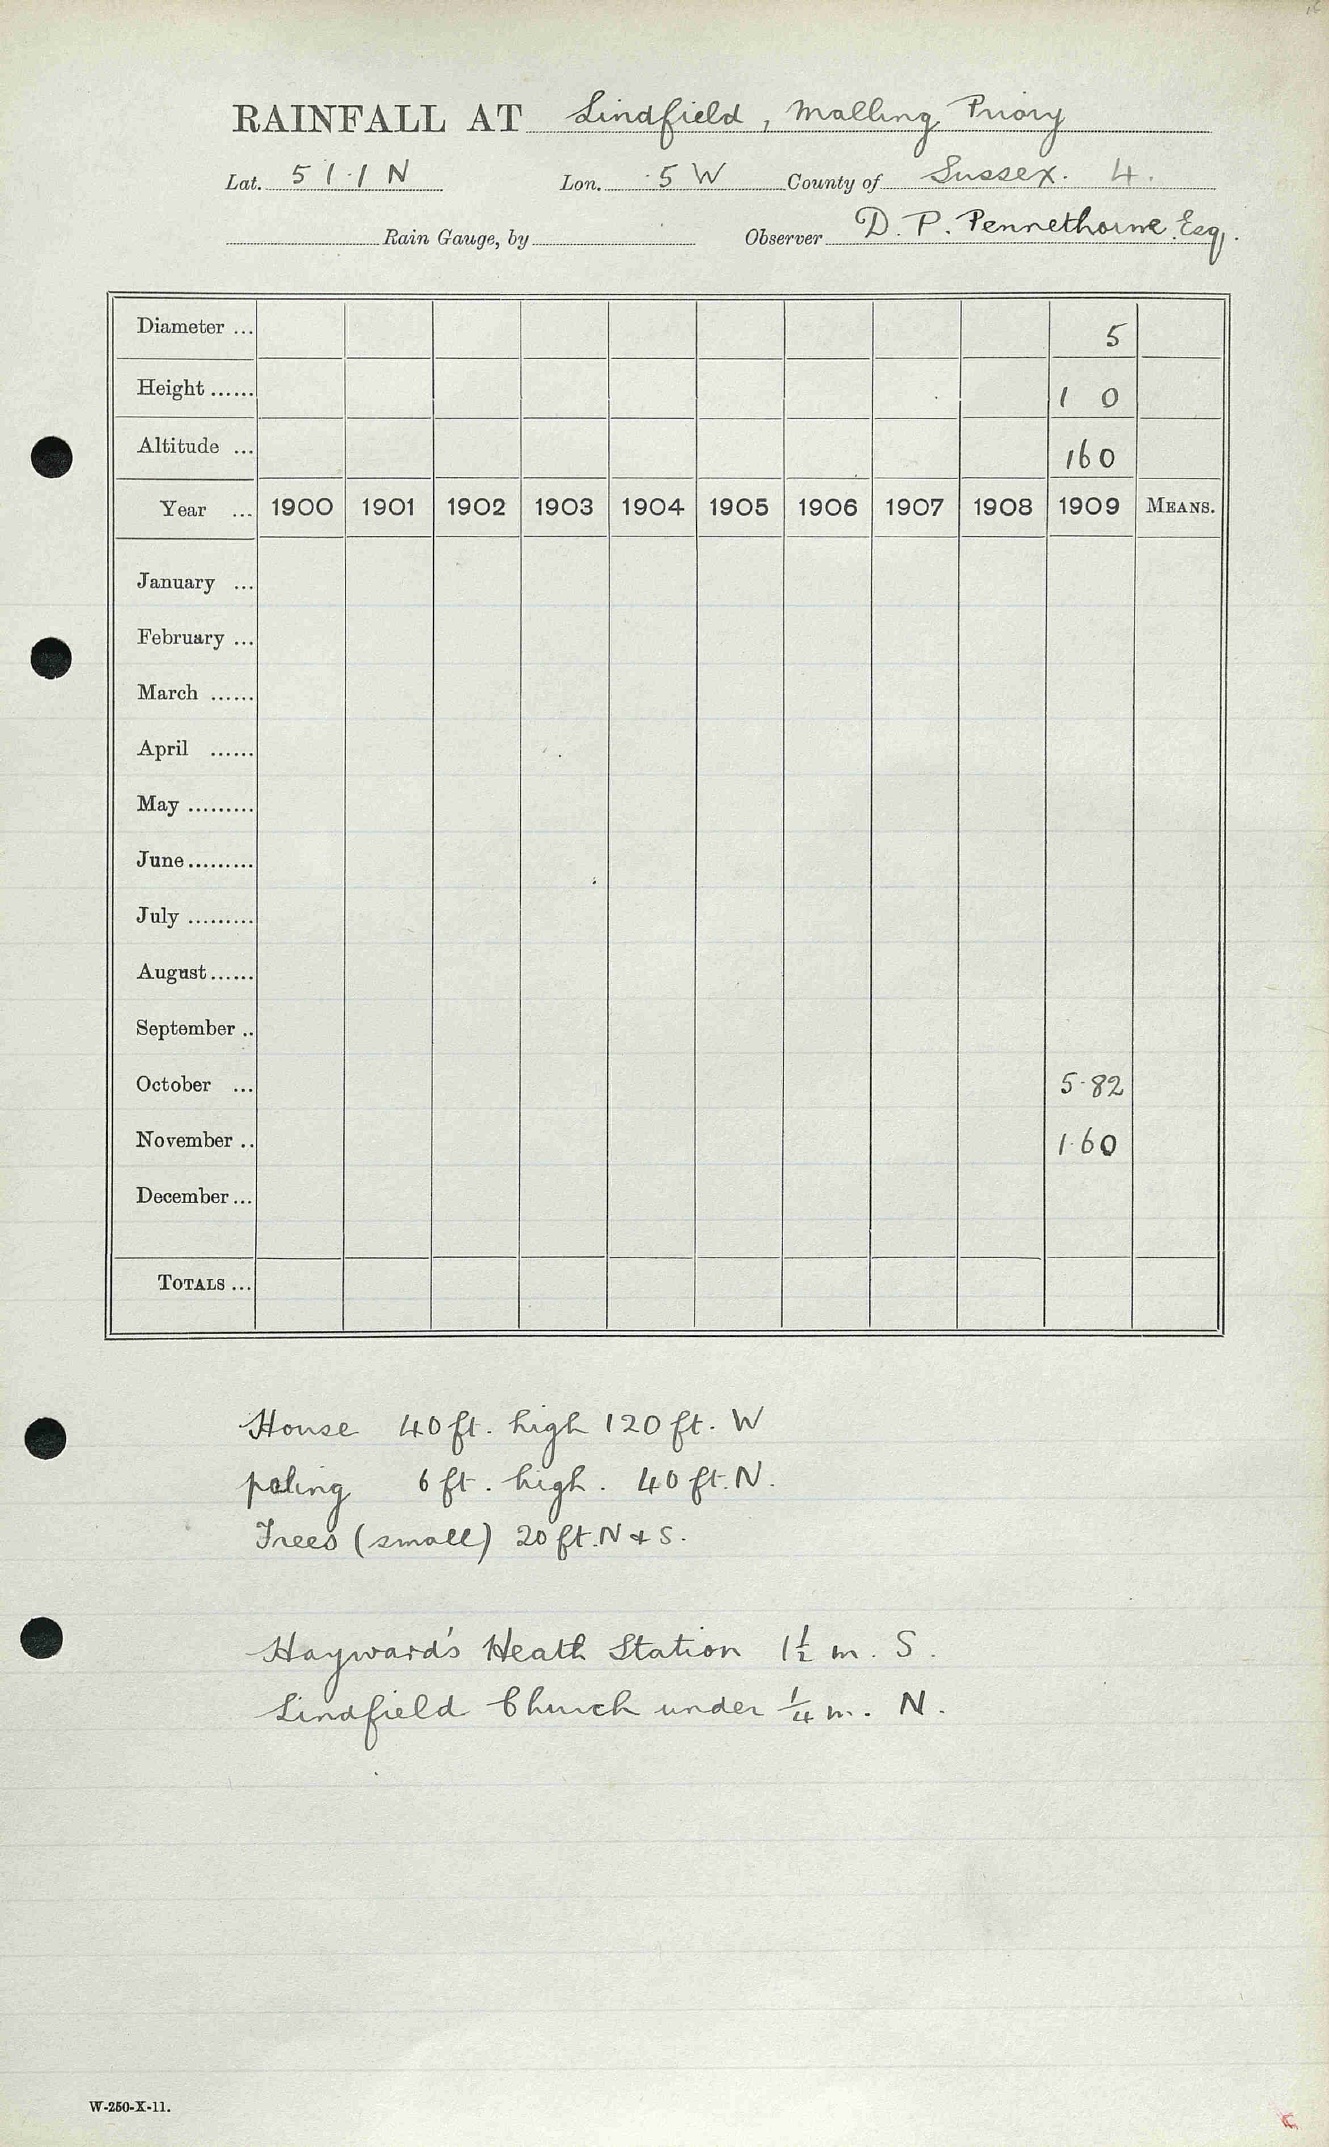 RAINFALL AT Lindfield, Malling Priory
Lat. 51.1 N Lon. .5 W County of Sussex. 4.
Rain Gauge, by Observer D. P. Pennethorne Esq.
Diameter ... 5
Height ...... 1 0
Altitude ... 160
Year ... 1900 1901 1902 1903 1904 1905 1906 1907 1908 1909 MEANS.
January ...
February ...
March ......
April ......
May .........
June .........
July .........
August ......
September ..
October ... 5.82
November .. 1.60
December ...
TOTALS ...
House 40 ft. high 120 ft. W
paling 6 ft. high. 40 ft. N.
Trees (small) 20 ft. N & S.
Hayward's Heath Station 1½ m. S.
Lindfield Church under ¼ m. N.
W-250-X-11.